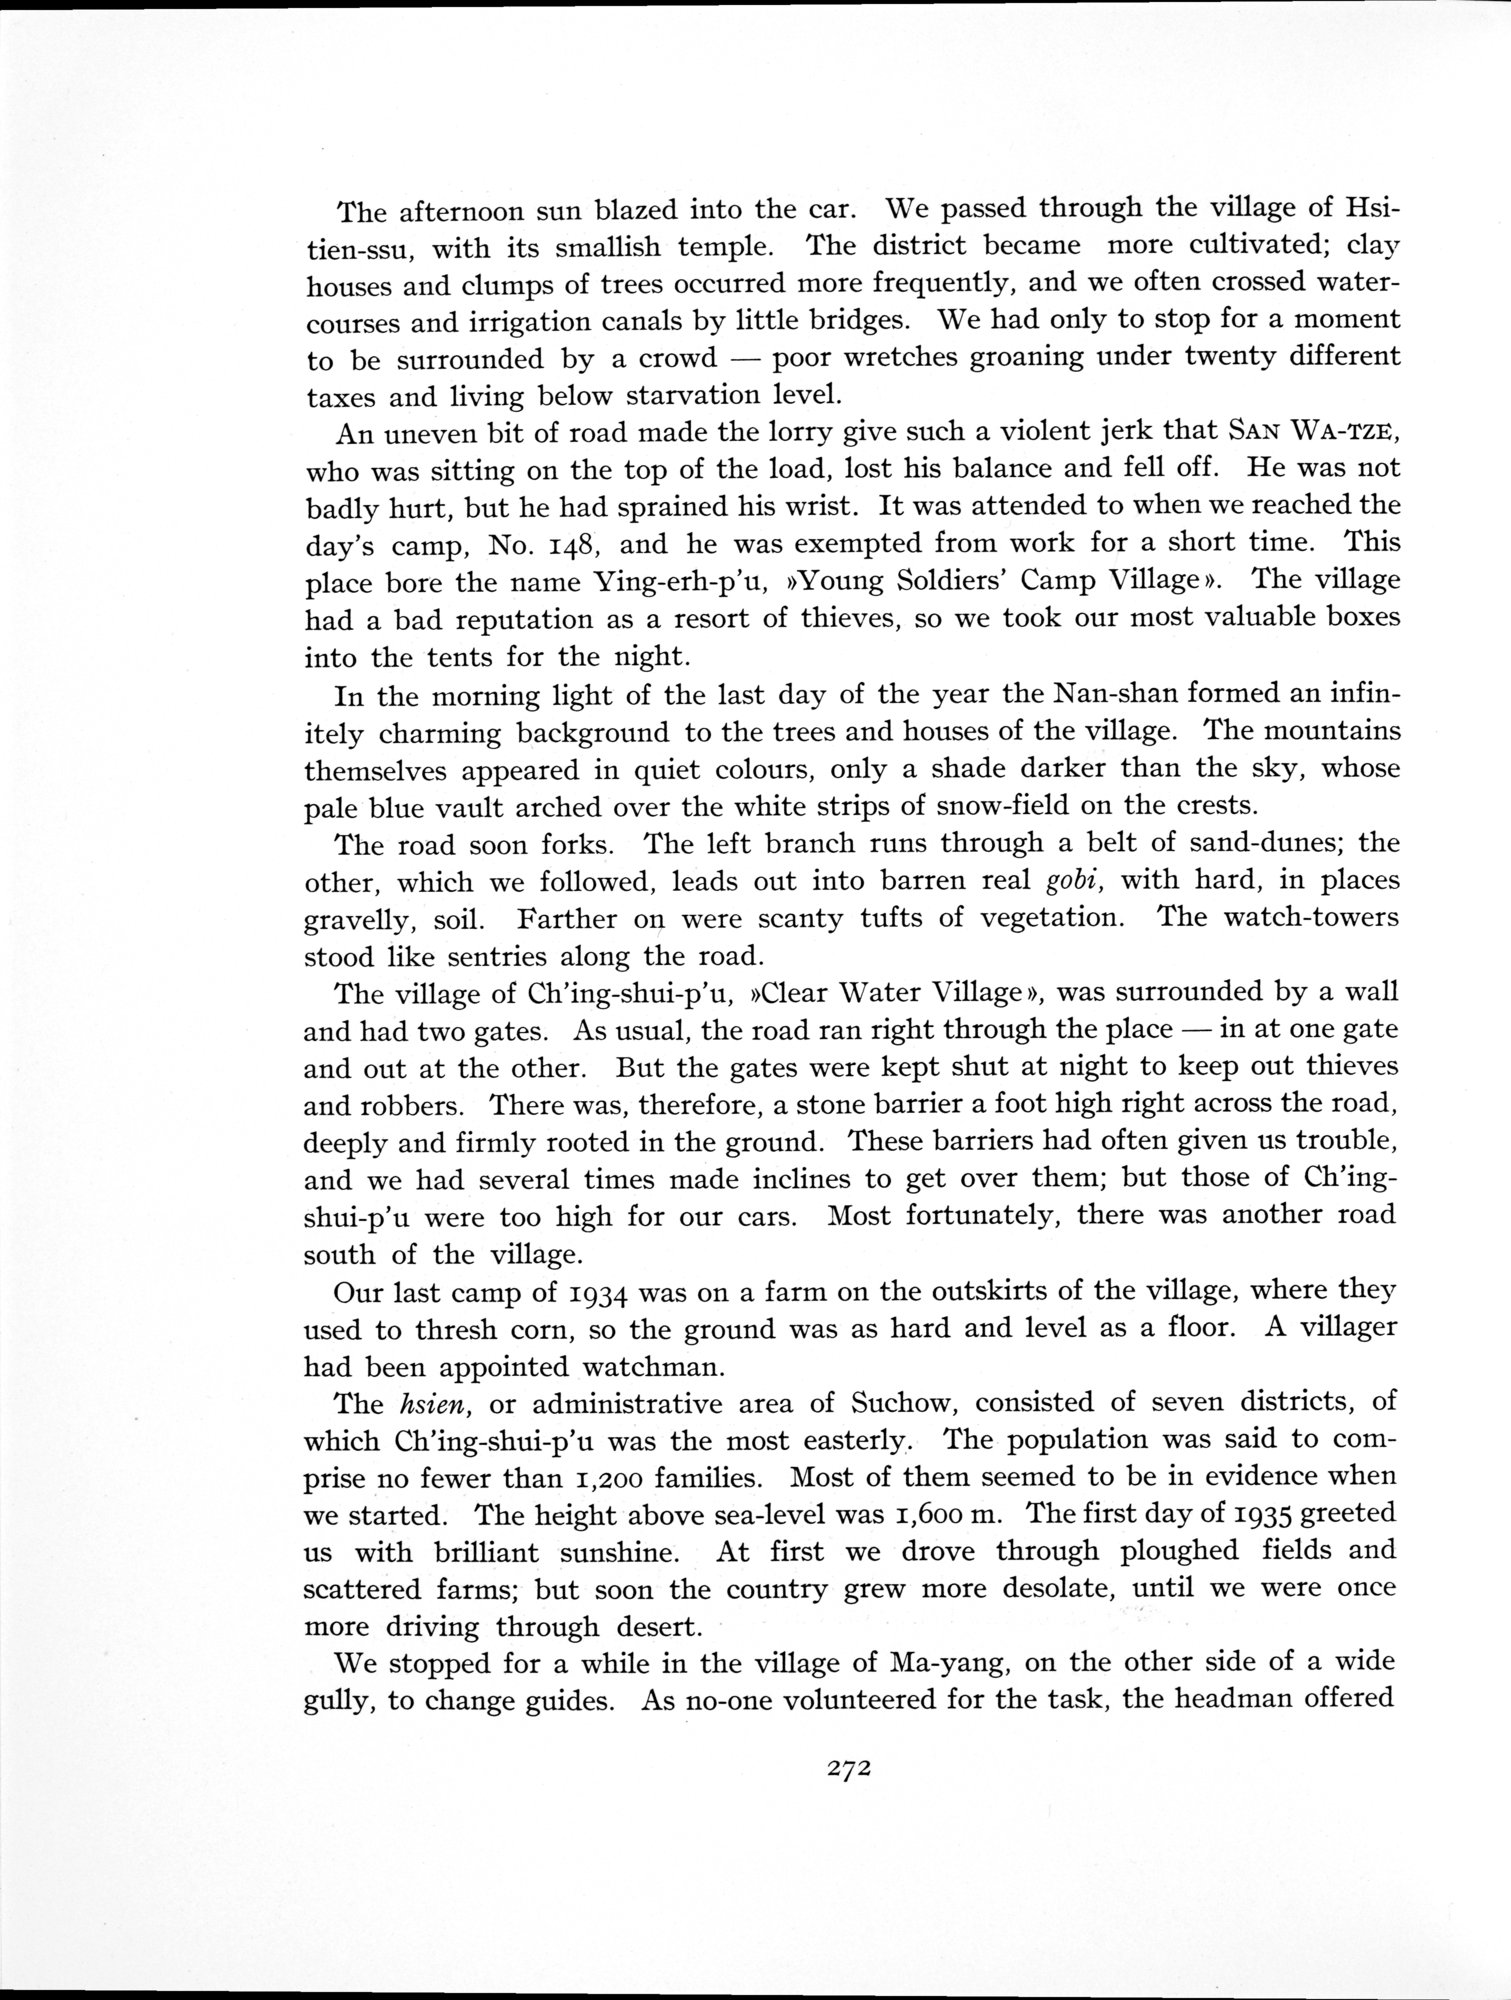 The afternoon sun blazed into the car. We passed through the village of Hsi-
tien-ssu, with its smallish temple. The district became more cultivated; clay
houses and clumps of trees occurred more frequently, and we often crossed water-
courses and irrigation canals by little bridges. We had only to stop for a moment
to be surrounded by a crowd — poor wretches groaning under twenty different
taxes and living below starvation level.
An uneven bit of road made the lorry give such a violent jerk that SAN WA-TZE,
who was sitting on the top of the load, lost his balance and fell off. He was not
badly hurt, but he had sprained his wrist. It was attended to when we reached the
day's camp, No. 148, and he was exempted from work for a short time. This
place bore the name Ying-erh-p'u, »Young Soldiers' Camp Village». The village
had a bad reputation as a resort of thieves, so we took our most valuable boxes
into the tents for the night.
In the morning light of the last day of the year the Nan-shan formed an infin-
itely charming background to the trees and houses of the village. The mountains
themselves appeared in quiet colours, only a shade darker than the sky, whose
pale blue vault arched over the white strips of snow-field on the crests.
The road soon forks. The left branch runs through a belt of sand-dunes; the
other, which we followed, leads out into barren real gobi, with hard, in places
gravelly, soil. Farther on were scanty tufts of vegetation. The watch-towers
stood like sentries along the road.
The village of Ch'ing-shui-p'u, »Clear Water Village», was surrounded by a wall
and had two gates. As usual, the road ran right through the place — in at one gate
and out at the other. But the gates were kept shut at night to keep out thieves
and robbers. There was, therefore, a stone barrier a foot high right across the road,
deeply and firmly rooted in the ground. These barriers had often given us trouble,
and we had several times made inclines to get over them; but those of Ch'ing-
shui-p'u were too high for our cars. Most fortunately, there was another road
south of the village.
Our last camp of 1934 was on a farm on the outskirts of the village, where they
used to thresh corn, so the ground was as hard and level as a floor. A villager
had been appointed watchman.
The hsien, or administrative area of Suchow, consisted of seven districts, of
which Ch'ing-shui-p'u was the most easterly. The population was said to com-
prise no fewer than 1,200 families. Most of them seemed to be in evidence when
we started. The height above sea-level was 1,600 m. The first day of 1935 greeted
us with brilliant sunshine. At first we drove through ploughed fields and
scattered farms; but soon the country grew more desolate, until we were once
more driving through desert.
We stopped for a while in the village of Ma-yang, on the other side of a wide
gully, to change guides. As no-one volunteered for the task, the headman offered
272